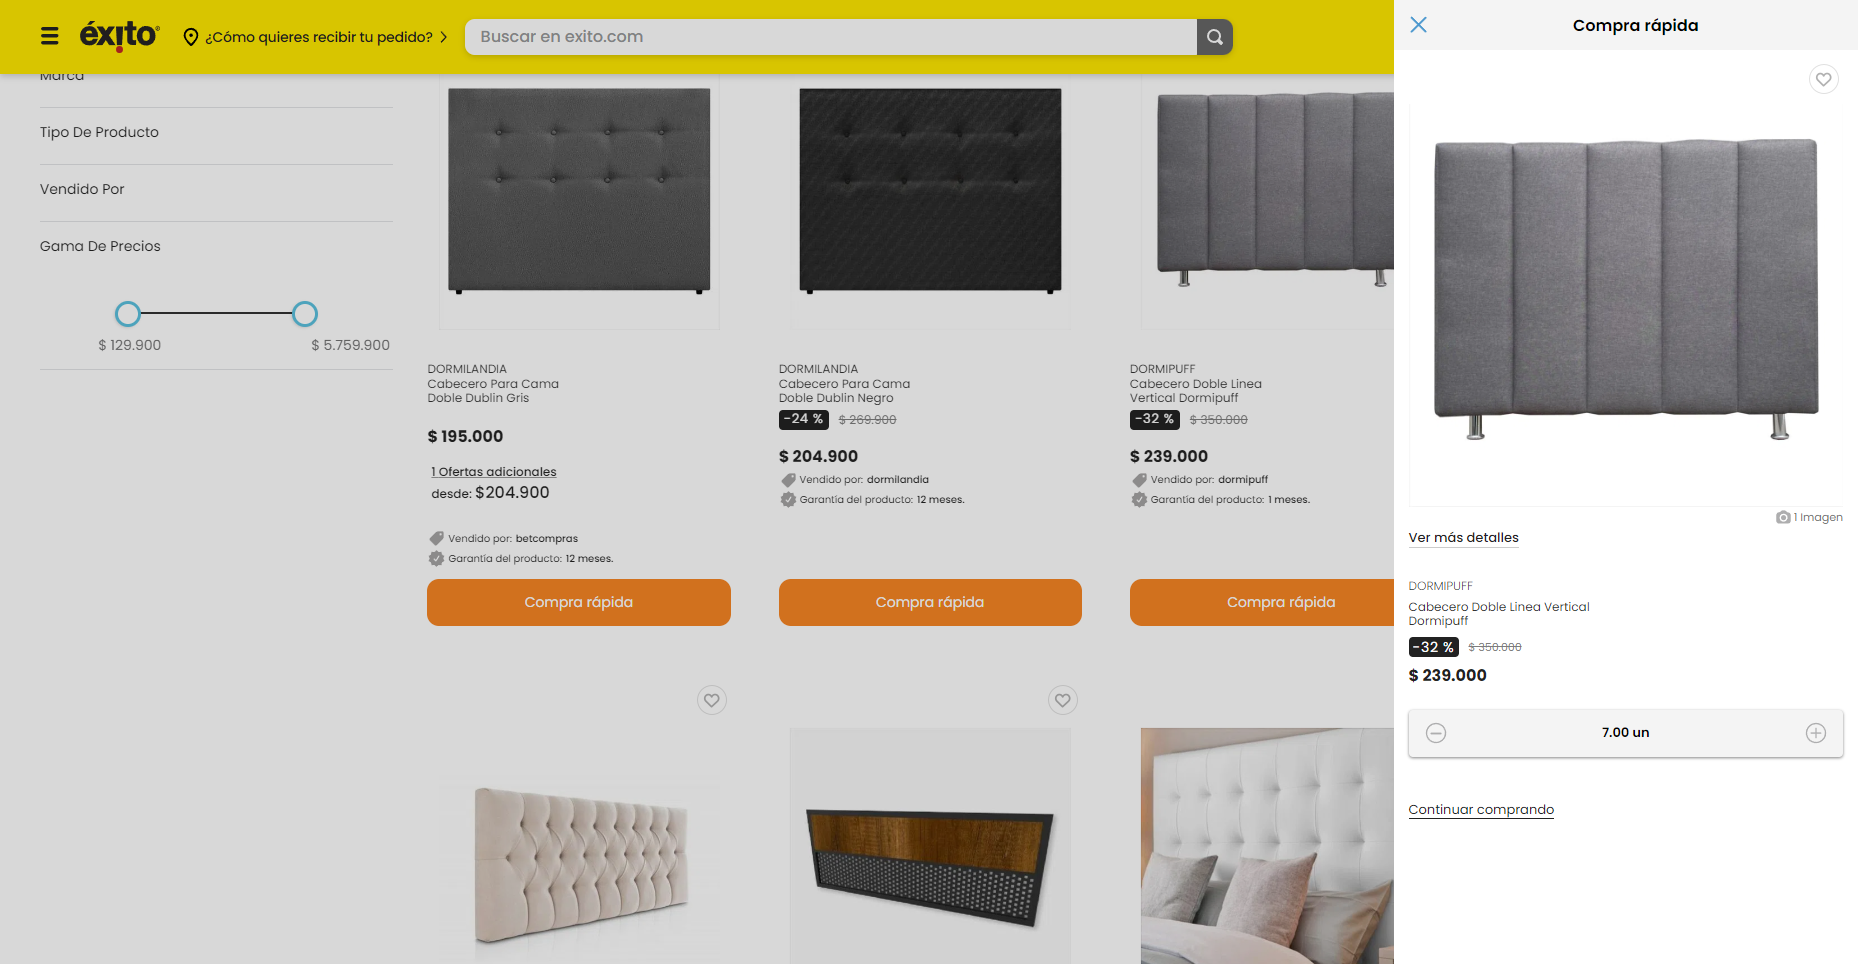 éxito
¿Cómo quieres recibir tu pedido?
Buscar en exito.com
Marca
Tipo De Producto
Vendido Por
Gama De Precios
$ 129.900
$ 5.759.900
DORMILANDIA
Cabecero Para Cama
Doble Dublin Gris
$ 195.000
1 Ofertas adicionales
desde: $204.900
Vendido por: betcompras
Garantía del producto: 12 meses.
Compra rápida
DORMILANDIA
Cabecero Para Cama
Doble Dublin Negro
-24 % $ 269.900
$ 204.900
Vendido por: dormilandia
Garantía del producto: 12 meses.
Compra rápida
DORMIPUFF
Cabecero Doble Linea
Vertical Dormipuff
-32 % $ 350.000
$ 239.000
Vendido por: dormipuff
Garantía del producto: 1 meses.
Compra rápida
Compra rápida
1 Imagen
Ver más detalles
DORMIPUFF
Cabecero Doble Linea Vertical
Dormipuff
-32 % $ 350.000
$ 239.000
7.00 un
Continuar comprando